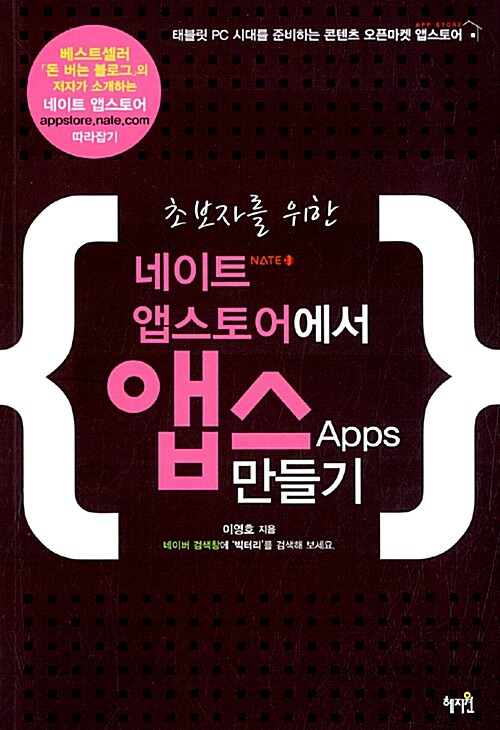 APP STORE
태블릿 PC 시대를 준비하는 콘텐츠 오픈마켓 앱스토어
베스트셀러
「돈 버는 블로그」의
저자가 소개하는
네이트 앱스토어
appstore.nate.com
따라잡기
초보자를 위한
네이트 NATE
앱스토어에서
앱스 Apps
만들기
이영호 지음
네이버 검색창에 '빅터리'를 검색해 보세요.
혜지원